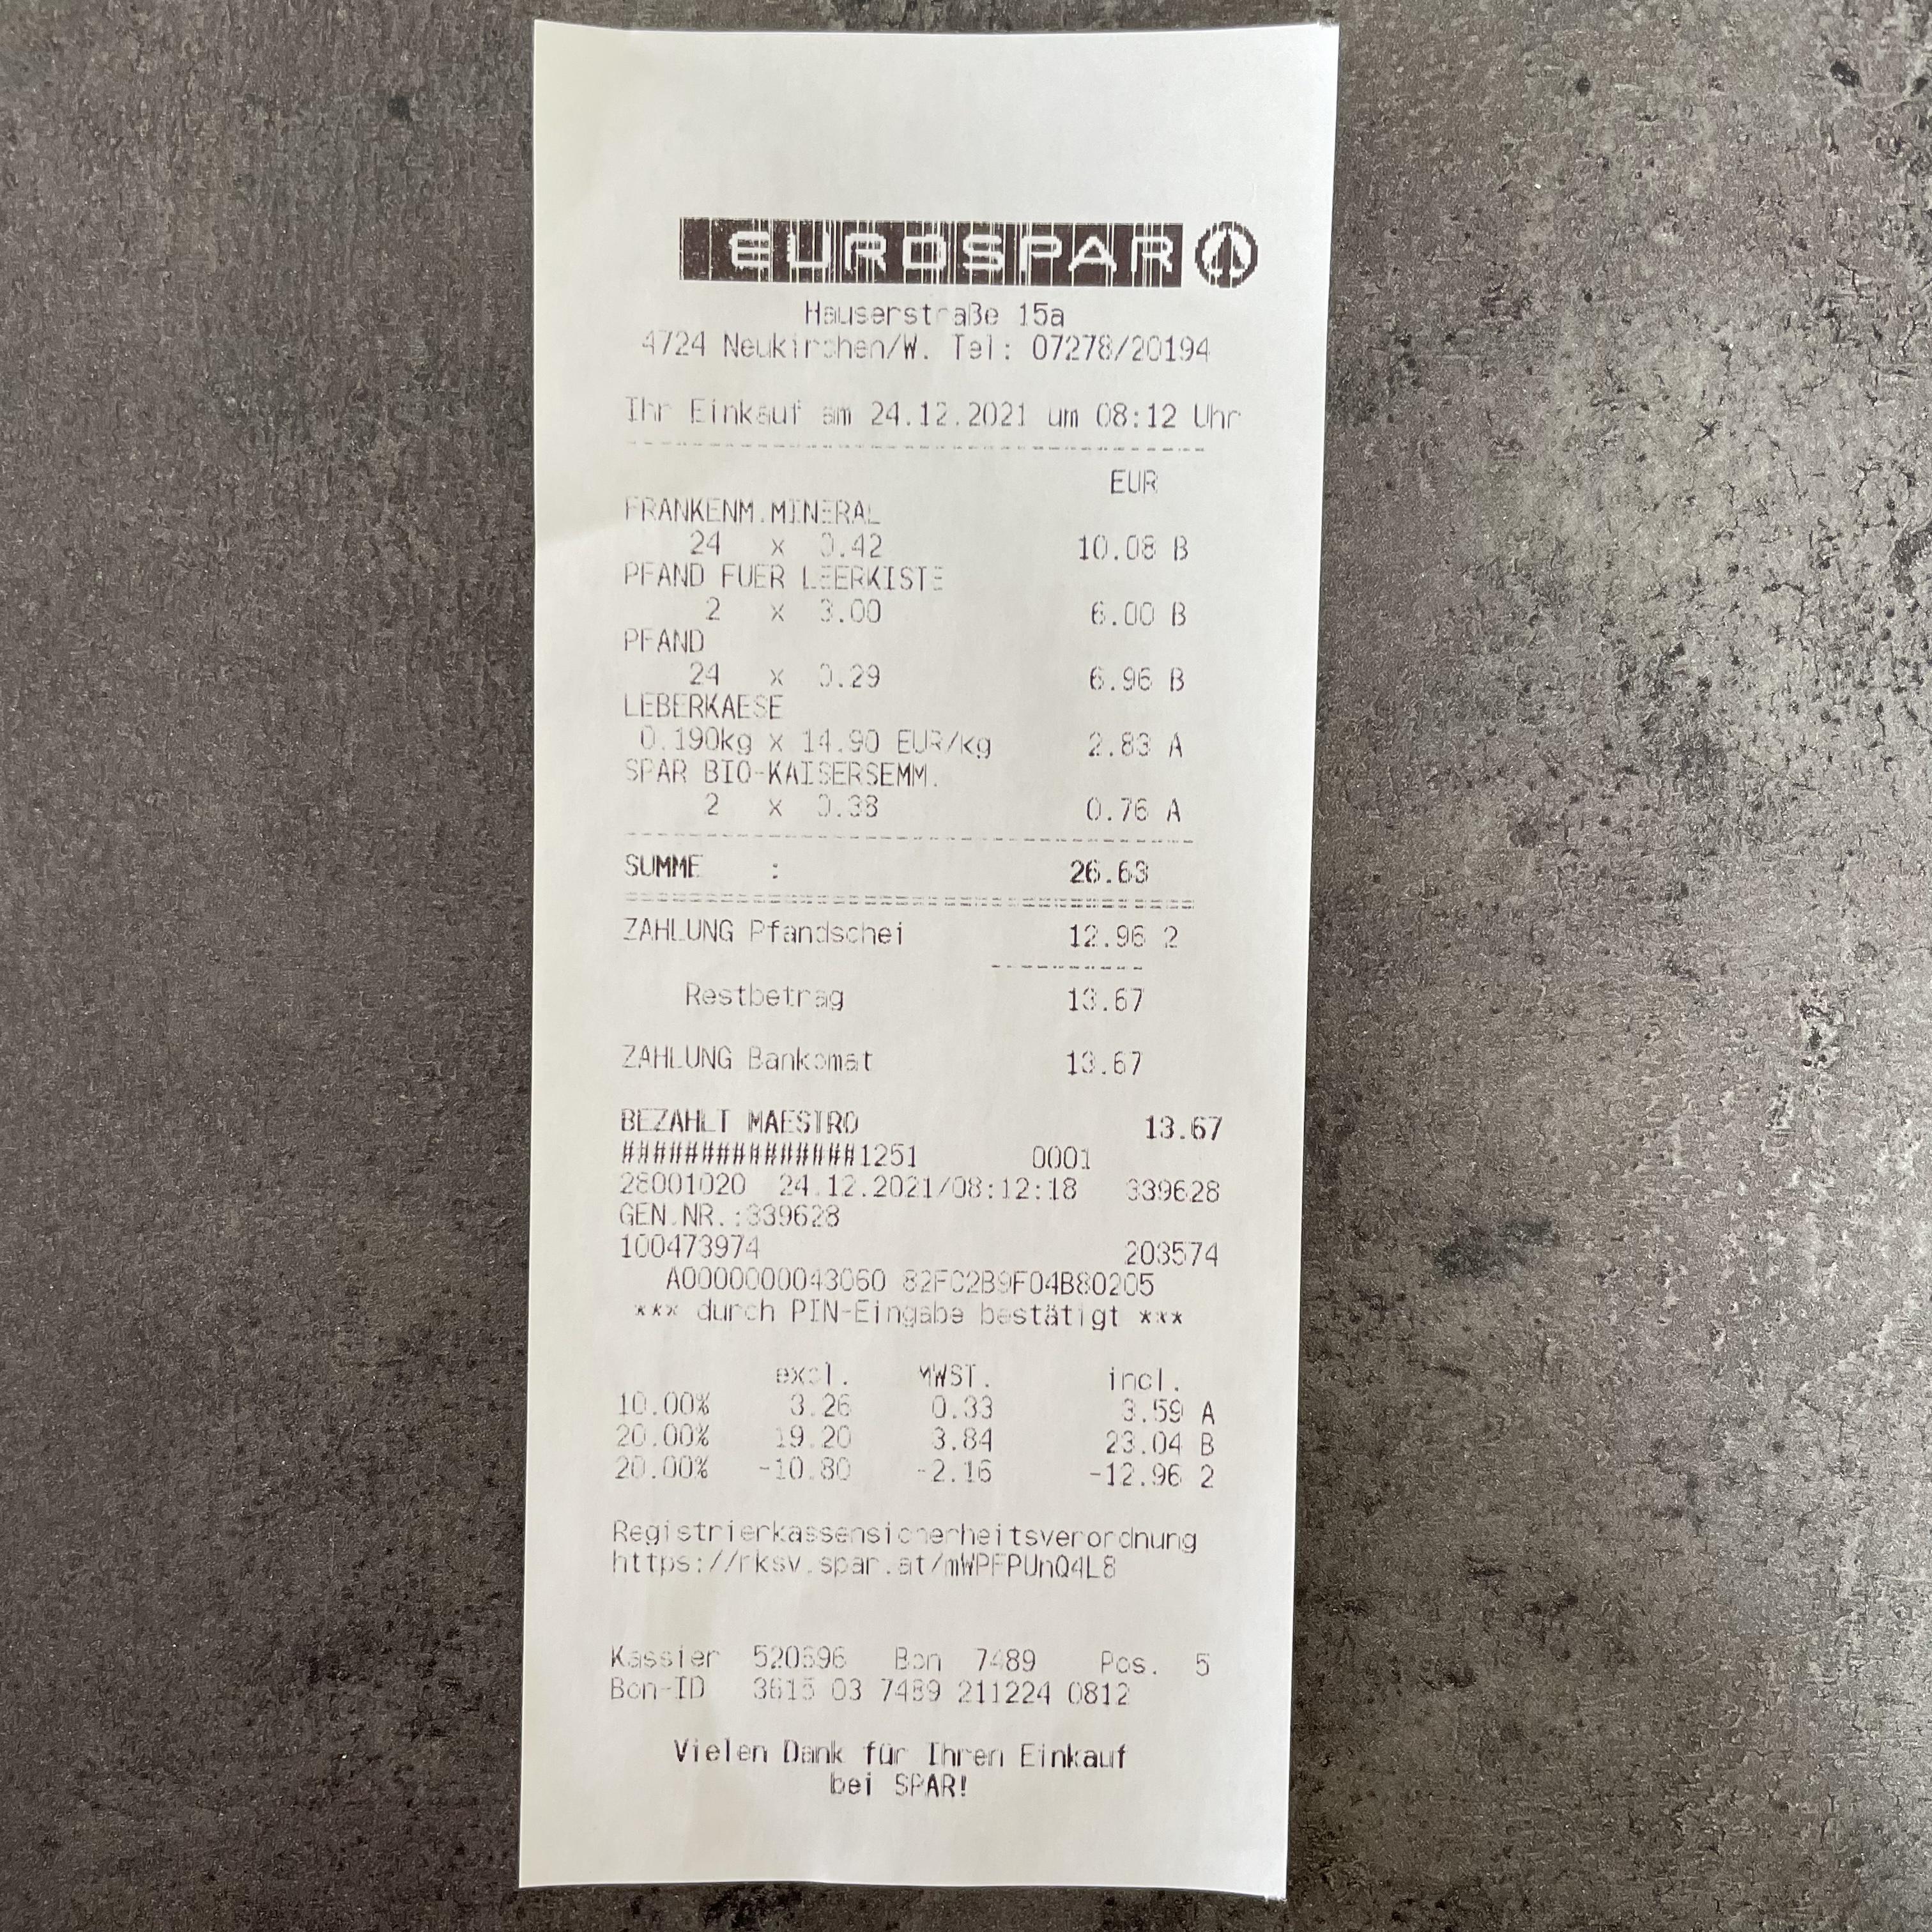 EUROSPAR
Hauserstraße 15a
4724 Neukirchen/W. Tel: 07278/20194
Ihr Einkauf am 24.12.2021 um 08:12 Uhr
EUR
FRANKENM.MINERAL
24 x 0.42 10.08 B
PFAND FUER LEERKISTE
2 x 3.00 6.00 B
PFAND
24 x 0.29 6.96 B
LEBERKAESE
0.190kg x 14.90 EUR/kg 2.83 A
SPAR BIO-KAISERSEMM.
2 x 0.38 0.76 A
SUMME : 26.63
ZAHLUNG Pfandschei 12.96 2
Restbetrag 13.67
ZAHLUNG Bankomat 13.67
BEZAHLT MAESTRO 13.67
###############1251 0001
28001020 24.12.2021/08:12:18 339628
GEN.NR.:339628
100473974 203574
A0000000043060 82FC2B9F04B80205
*** durch PIN-Eingabe bestätigt ***
excl. MWST. incl.
10.00% 3.26 0.33 3.59 A
20.00% 19.20 3.84 23.04 B
20.00% -10.80 -2.16 -12.96 2
Registrierkassensicherheitsverordnung
https://rksv.spar.at/mWPFPUnQ4L8
Kassier 520696 Bon 7489 Pos. 5
Bon-ID 3615 03 7489 211224 0812
Vielen Dank für Ihren Einkauf
bei SPAR!